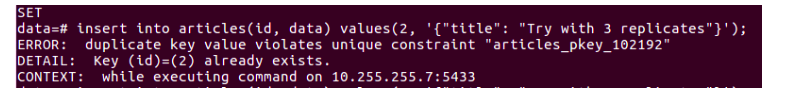 SET
data=# insert into articles(id, data) values(2, '{"title": "Try with 3 replicates"}');
ERROR:  duplicate key value violates unique constraint "articles_pkey_102192"
DETAIL:  Key (id)=(2) already exists.
CONTEXT:  while executing command on 10.255.255.7:5433